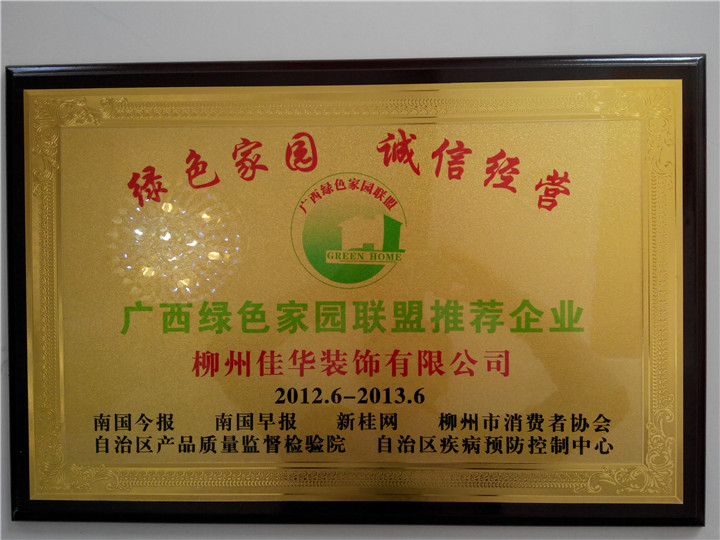 绿色家园 诚信经营
广西绿色家园联盟
GREEN HOME
广西绿色家园联盟推荐企业
柳州佳华装饰有限公司
2012.6-2013.6
南国今报 南国早报 新桂网 柳州市消费者协会
自治区产品质量监督检验院 自治区疾病预防控制中心